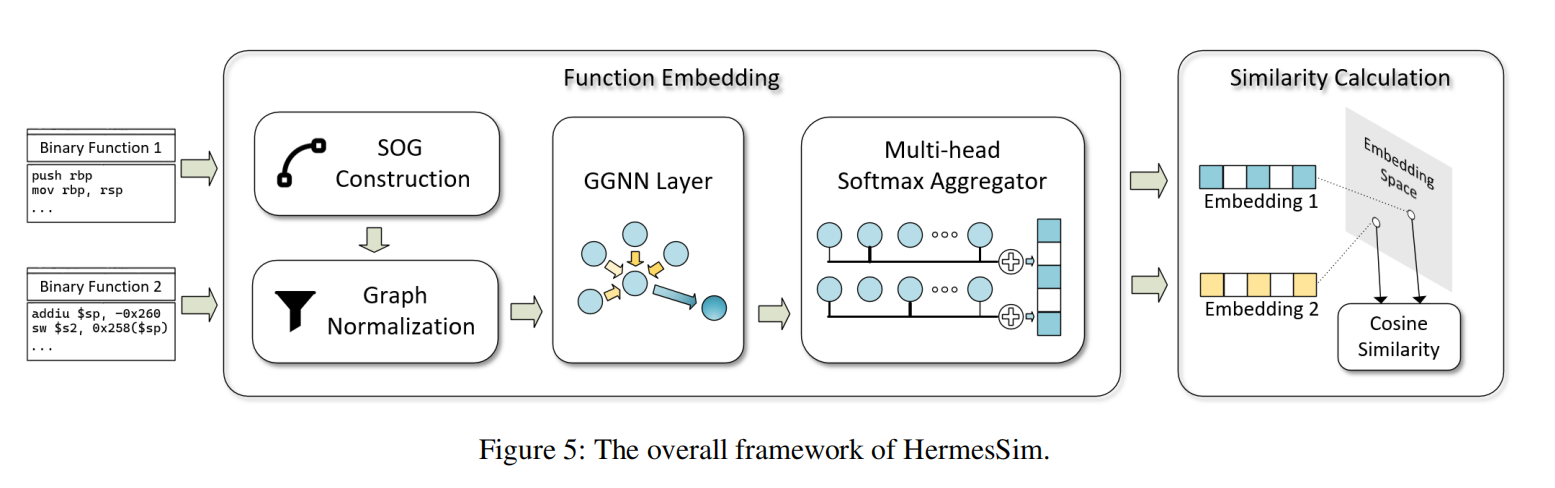 Function Embedding
Similarity Calculation
Binary Function 1
push rbp
mov rbp, rsp
...
Binary Function 2
addiu $sp, -0x260
sw $s2, 0x258($sp)
...
SOG
Construction
Graph
Normalization
GGNN Layer
Multi-head
Softmax Aggregator
Embedding 1
Embedding 2
Embedding
Space
Cosine
Similarity
Figure 5: The overall framework of HermesSim.